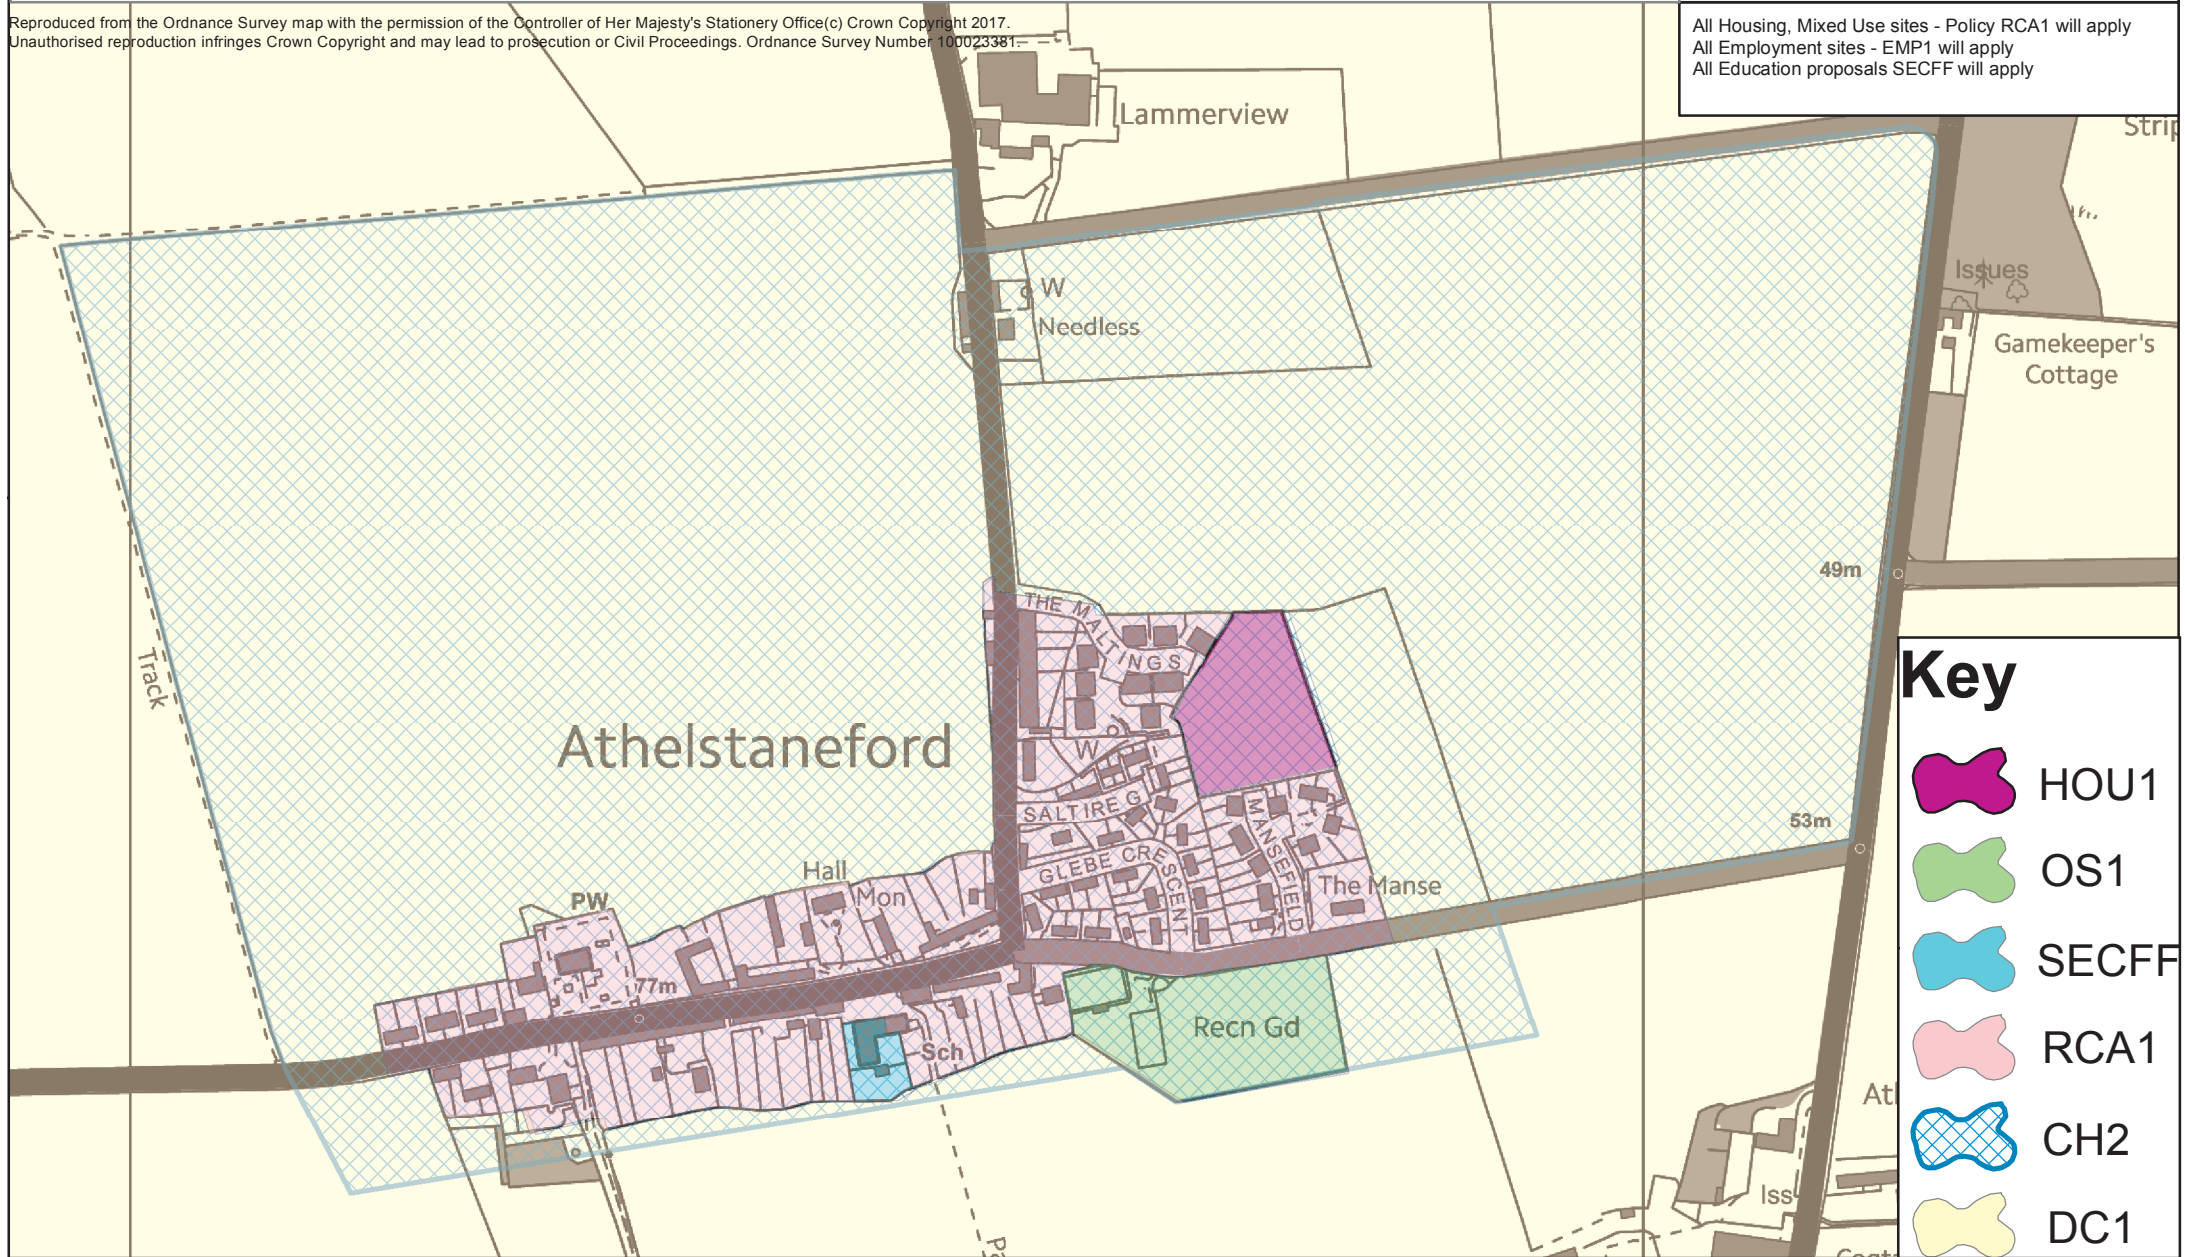 Reproduced from the Ordnance Survey map with the permission of the Controller of Her Majesty's Stationery Office(c) Crown Copyright 2017.
Unauthorised reproduction infringes Crown Copyright and may lead to prosecution or Civil Proceedings. Ordnance Survey Number 100023381.
All Housing, Mixed Use sites - Policy RCA1 will apply
All Employment sites - EMP1 will apply
All Education proposals SECFF will apply
Lammerview
Strip
Issues
W
Needless
Gamekeeper's
Cottage
49m
Track
THE MALTINGS
Athelstaneford
W
SALTIRE G
53m
GLEBE CRESCENT
MANSEFIELD
Hall
Mon
The Manse
PW
77m
Recn Gd
Sch
Iss
Key
HOU1
OS1
SECFF
RCA1
CH2
DC1